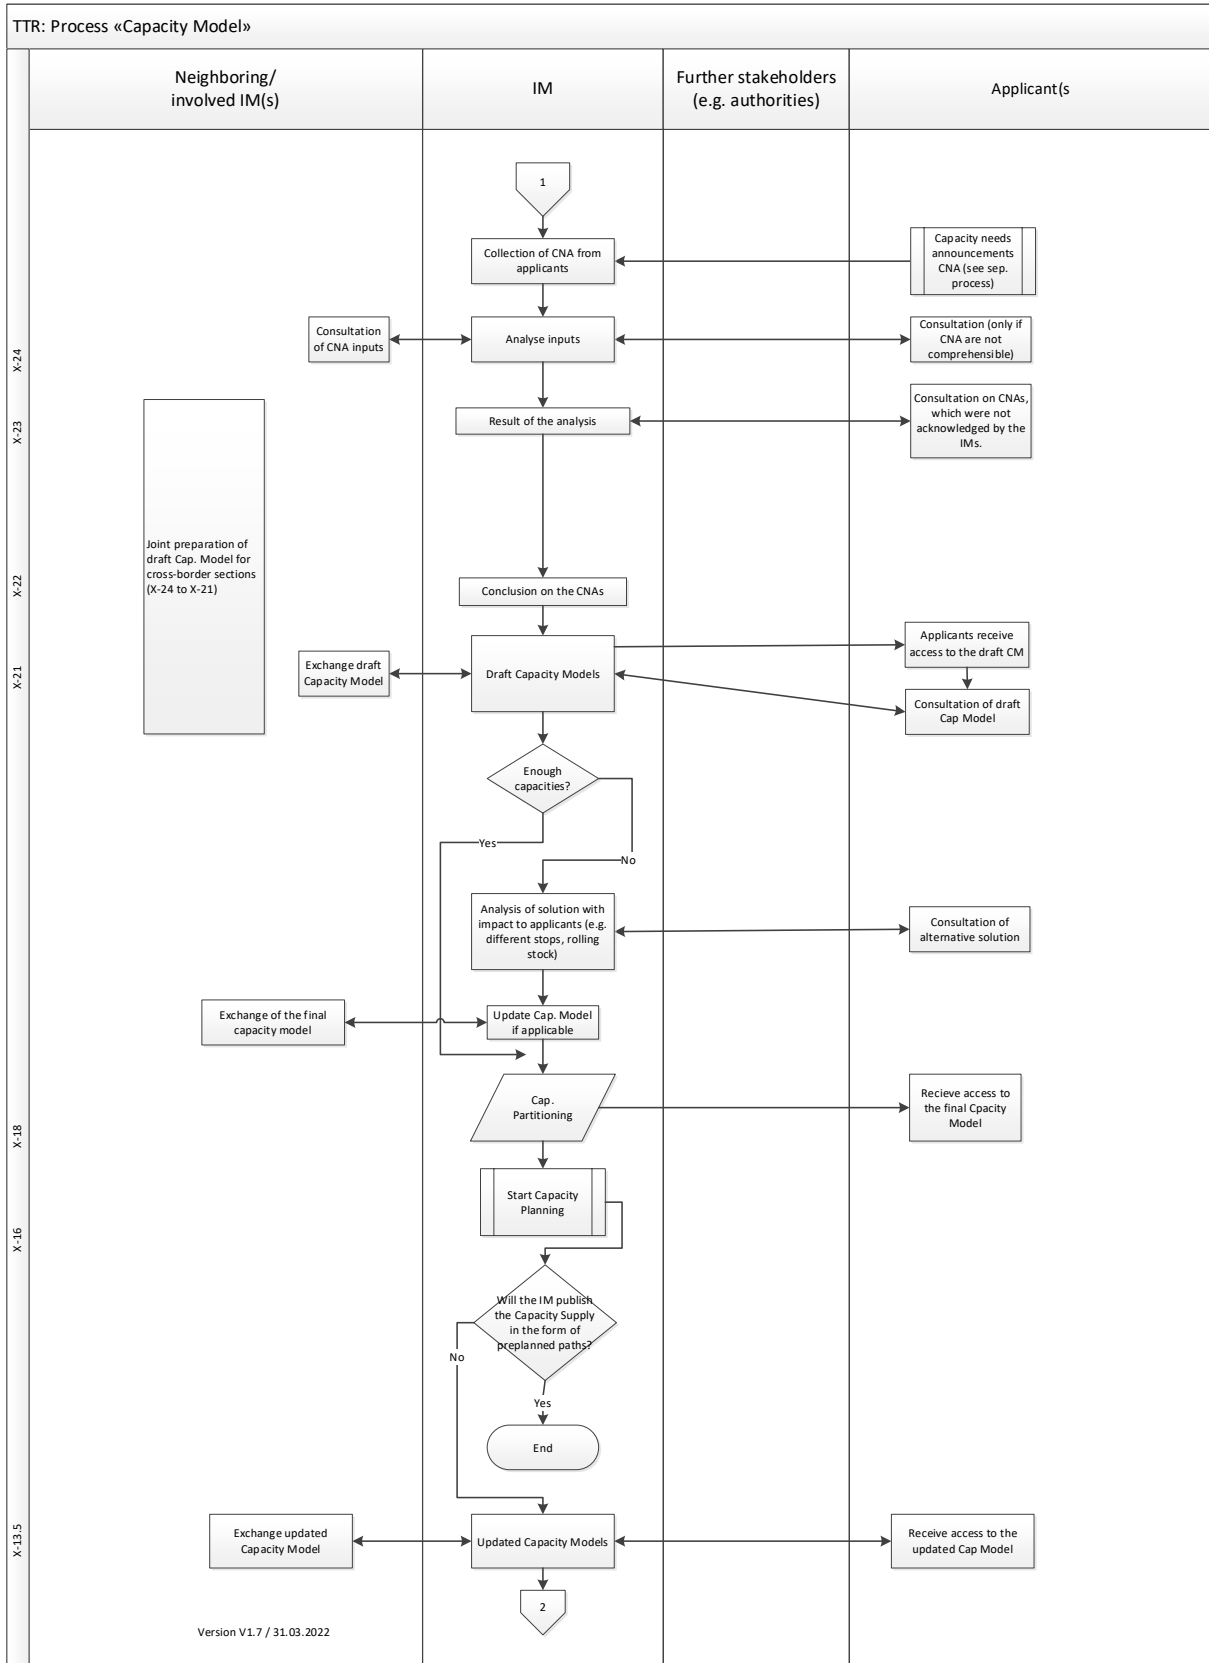 TTR: Process «Capacity Model»
Neighboring/
involved IM(s)
IM
Further stakeholders
(e.g. authorities)
Applicant(s
1
Collection of CNA from
applicants
Capacity needs
announcements
CNA (see sep.
process)
X-24
Consultation
of CNA inputs
Analyse inputs
Consultation (only if
CNA are not
comprehensible)
X-23
Result of the analysis
Consultation on CNAs,
which were not
acknowledged by the
IMs.
Joint preparation of
draft Cap. Model for
cross-border sections
(X-24 to X-21)
X-22
Conclusion on the CNAs
X-21
Exchange draft
Capacity Model
Draft Capacity Models
Applicants receive
access to the draft CM
Consultation of draft
Cap Model
Enough
capacities?
Yes
No
Analysis of solution with
impact to applicants (e.g.
different stops, rolling
stock)
Consultation of
alternative solution
Exchange of the final
capacity model
Update Cap. Model
if applicable
X-18
Cap.
Partitioning
Recieve access to
the final Cpacity
Model
Start Capacity
Planning
X-16
Will the IM publish
the Capacity Supply
in the form of
preplanned paths?
No
Yes
End
X-13.5
Exchange updated
Capacity Model
Updated Capacity Models
Receive access to the
updated Cap Model
2
Version V1.7 / 31.03.2022